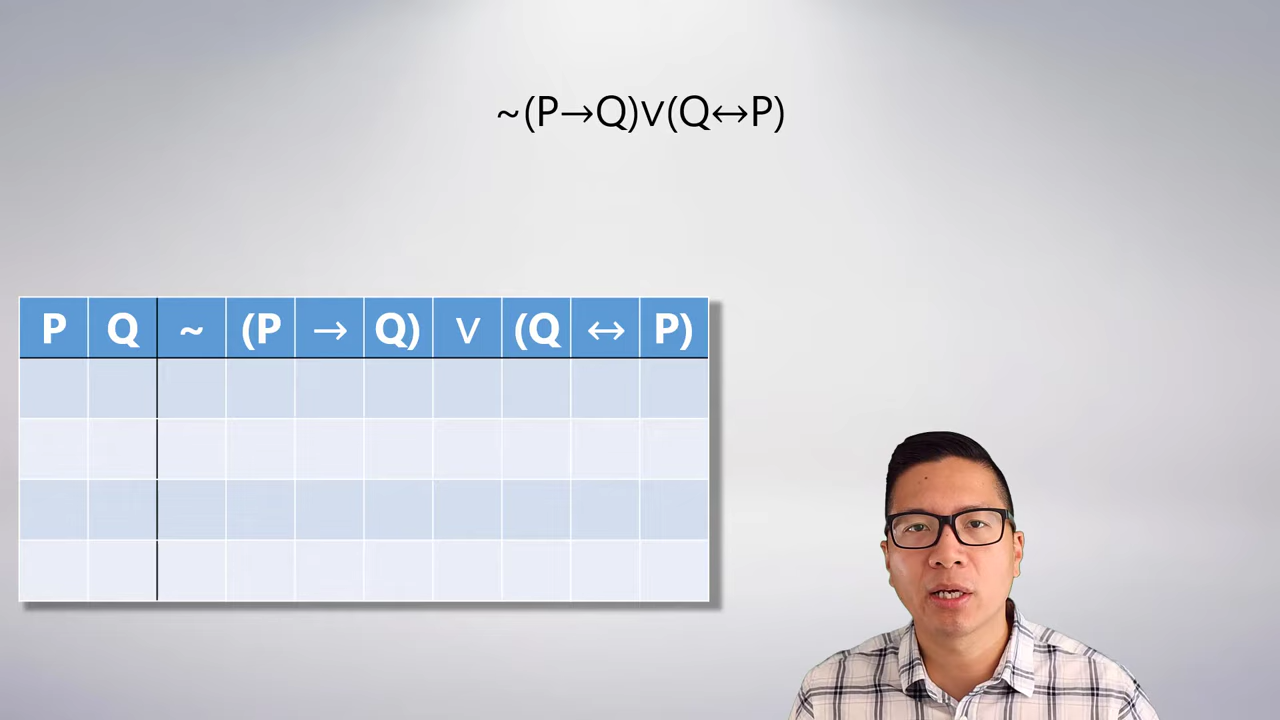 ~(P→Q)∨(Q↔P)
P Q ~ (P → Q) ∨ (Q ↔ P)